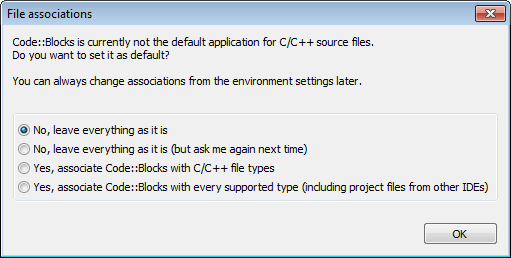 File associations
Code::Blocks is currently not the default application for C/C++ source files.
Do you want to set it as default?
You can always change associations from the environment settings later.
No, leave everything as it is
No, leave everything as it is (but ask me again next time)
Yes, associate Code::Blocks with C/C++ file types
Yes, associate Code::Blocks with every supported type (including project files from other IDEs)
OK